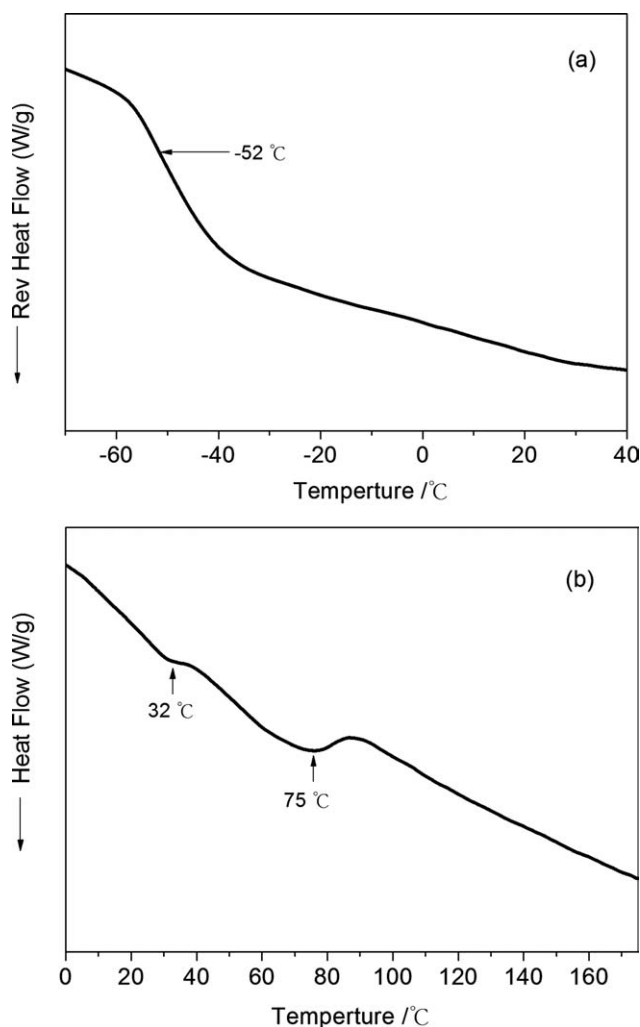 (a)
-52 ℃
Rev Heat Flow (W/g)
-60 -40 -20 0 20 40
Temperture /℃
(b)
32 ℃
75 ℃
Heat Flow (W/g)
0 20 40 60 80 100 120 140 160
Temperture /℃